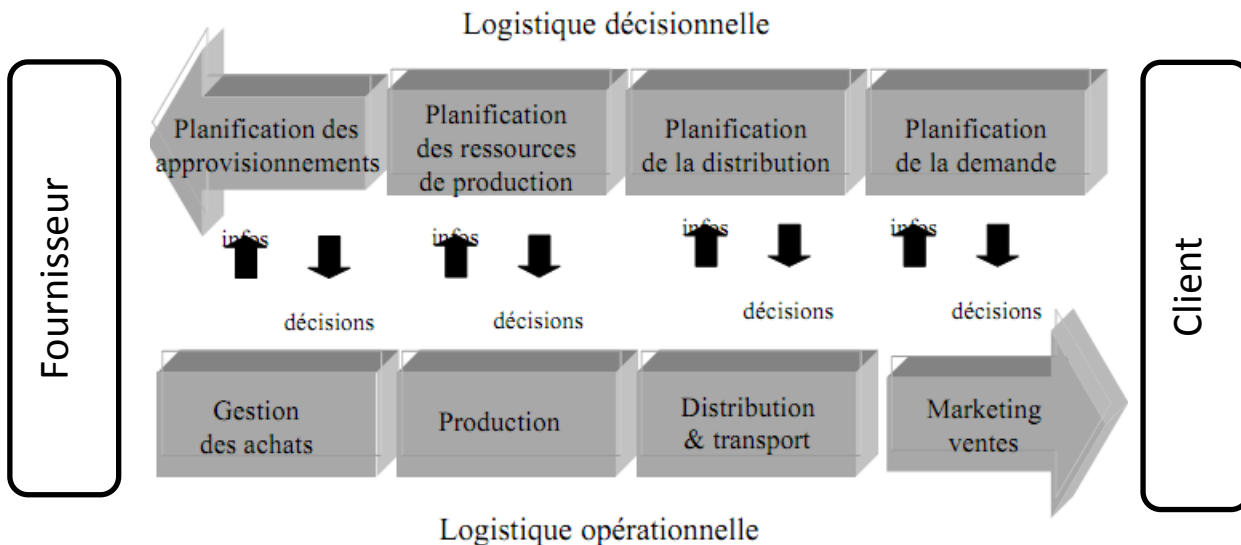 Logistique décisionnelle
Fournisseur
Planification des
approvisionnements
Planification
des ressources
de production
Planification
de la distribution
Planification
de la demande
Client
infos
infos
infos
infos
décisions
décisions
décisions
décisions
Gestion
des achats
Production
Distribution
& transport
Marketing
ventes
Logistique opérationnelle